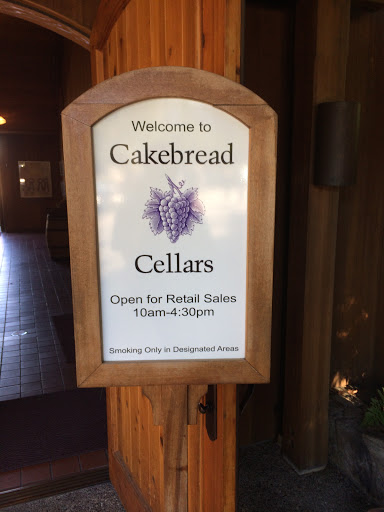 Welcome to
Cakebread
Cellars
Open for Retail Sales
10am-4:30pm
Smoking Only in Designated Areas